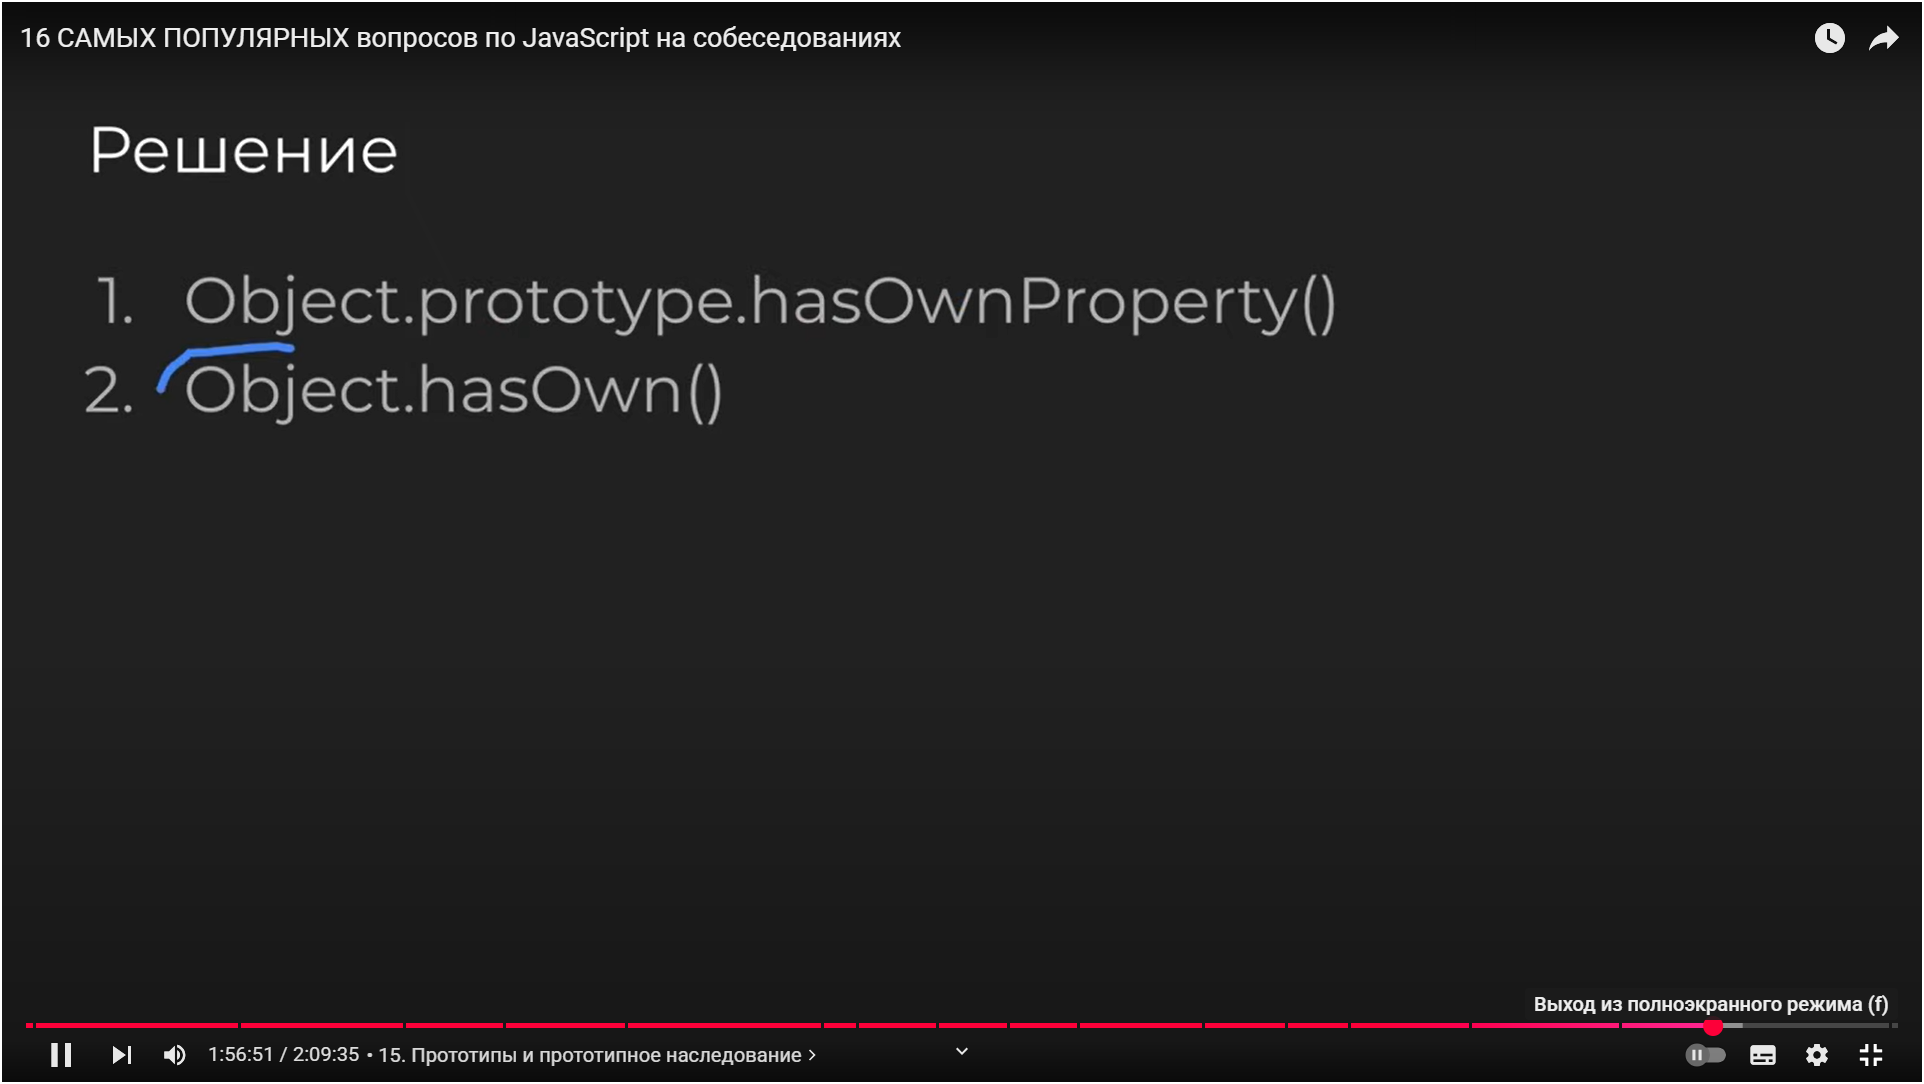 16 САМЫХ ПОПУЛЯРНЫХ вопросов по JavaScript на собеседованиях
Решение
1. Object.prototype.hasOwnProperty()
2. Object.hasOwn()
Выход из полноэкранного режима (f)
1:56:51 / 2:09:35 • 15. Прототипы и прототипное наследование